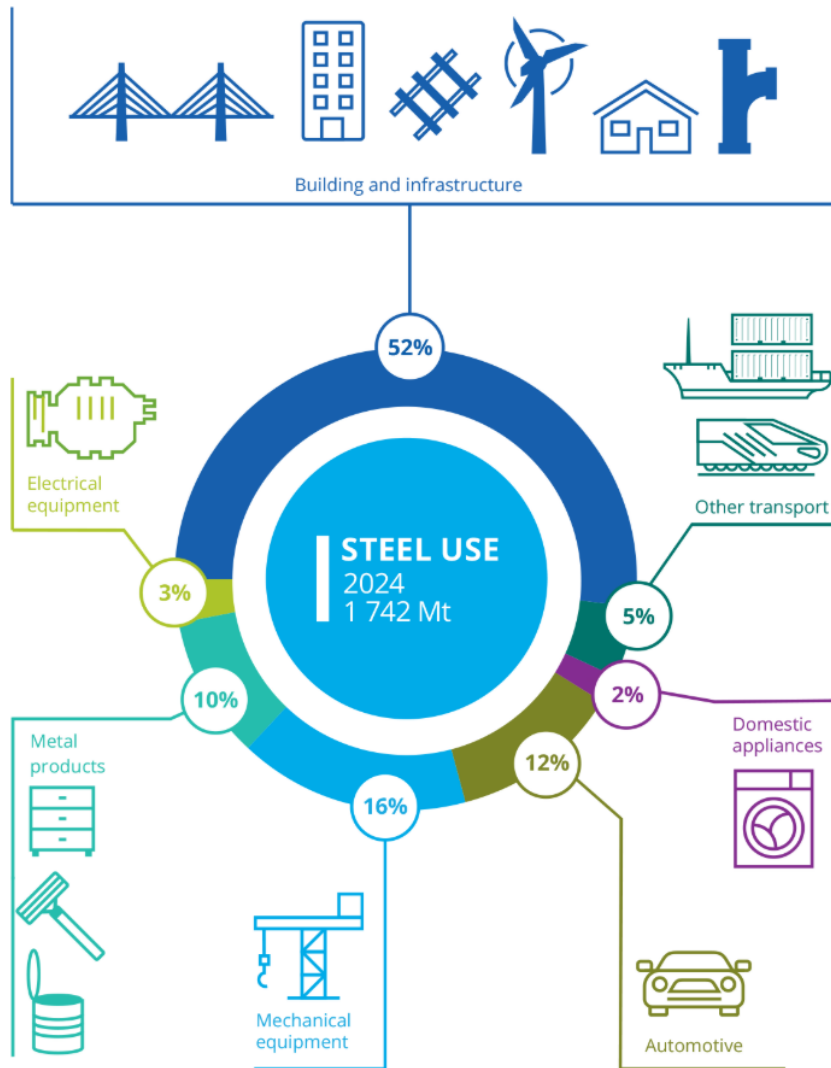 Building and infrastructure
52%
Electrical
equipment
Other transport
STEEL USE
2024
1 742 Mt
3%
5%
10%
2%
Metal
products
Domestic
appliances
12%
16%
Mechanical
equipment
Automotive